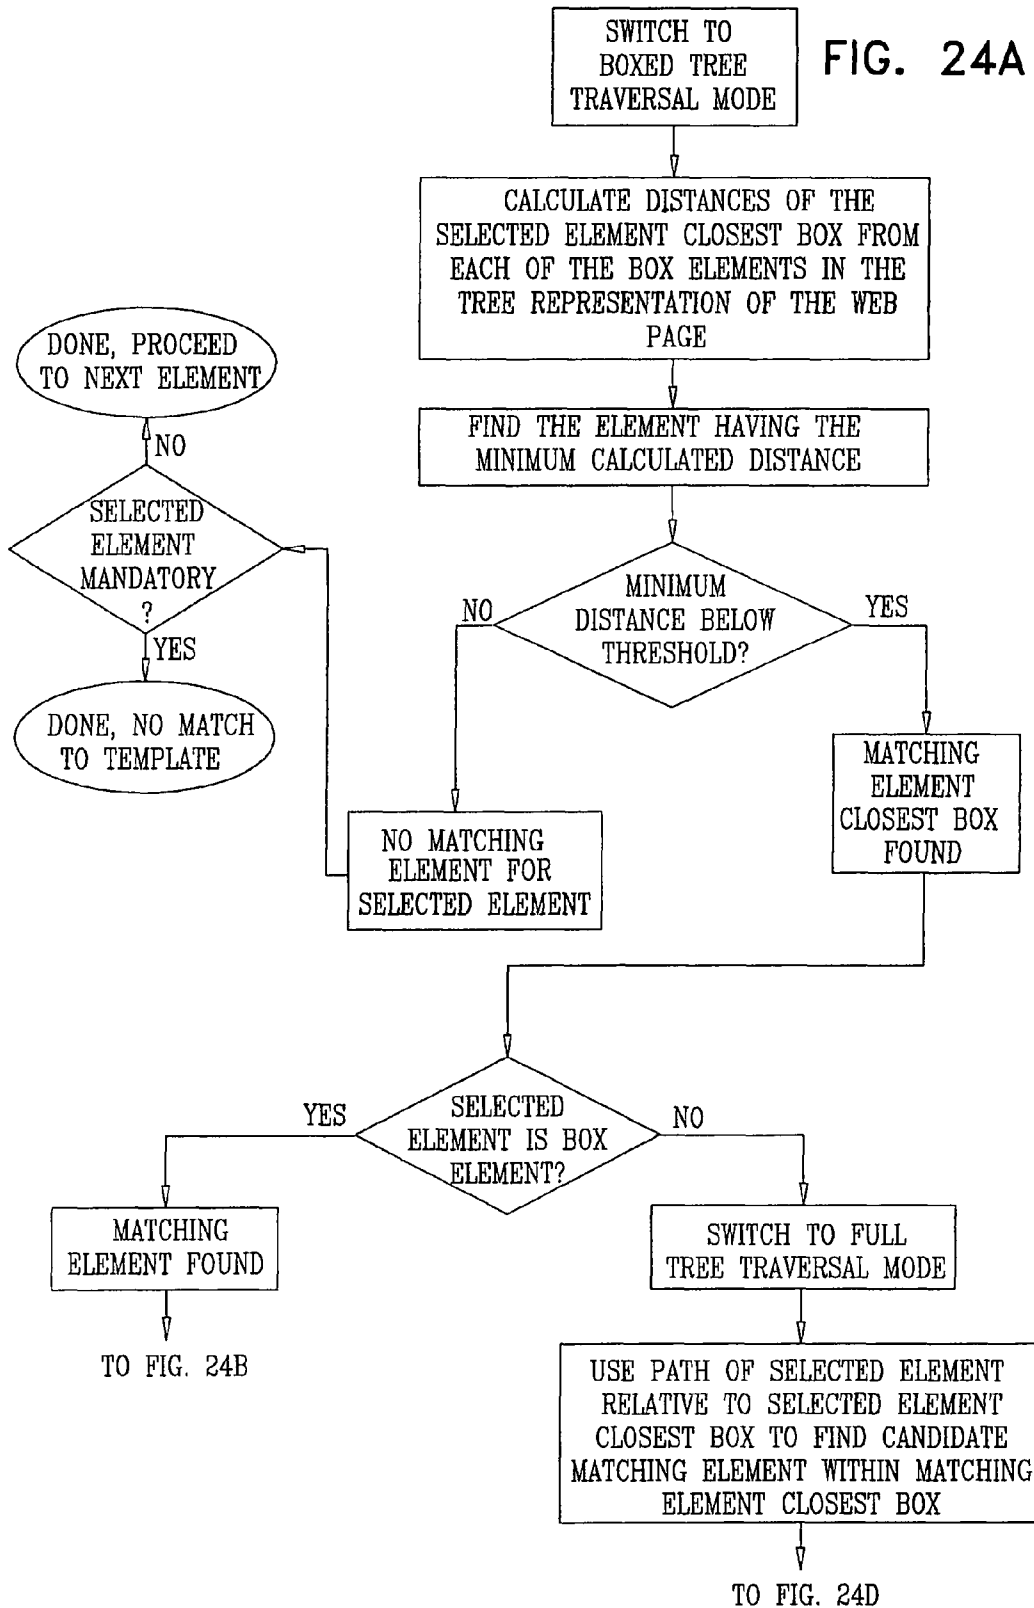 FIG. 24A
SWITCH TO
BOXED TREE
TRAVERSAL MODE
CALCULATE DISTANCES OF THE
SELECTED ELEMENT CLOSEST BOX FROM
EACH OF THE BOX ELEMENTS IN THE
TREE REPRESENTATION OF THE WEB
PAGE
FIND THE ELEMENT HAVING THE
MINIMUM CALCULATED DISTANCE
MINIMUM
DISTANCE BELOW
THRESHOLD?
NO
YES
NO MATCHING
ELEMENT FOR
SELECTED ELEMENT
SELECTED
ELEMENT
MANDATORY
?
NO
DONE, PROCEED
TO NEXT ELEMENT
YES
DONE, NO MATCH
TO TEMPLATE
MATCHING
ELEMENT
CLOSEST BOX
FOUND
SELECTED
ELEMENT IS BOX
ELEMENT?
YES
NO
MATCHING
ELEMENT FOUND
TO FIG. 24B
SWITCH TO FULL
TREE TRAVERSAL MODE
USE PATH OF SELECTED ELEMENT
RELATIVE TO SELECTED ELEMENT
CLOSEST BOX TO FIND CANDIDATE
MATCHING ELEMENT WITHIN MATCHING
ELEMENT CLOSEST BOX
TO FIG. 24D